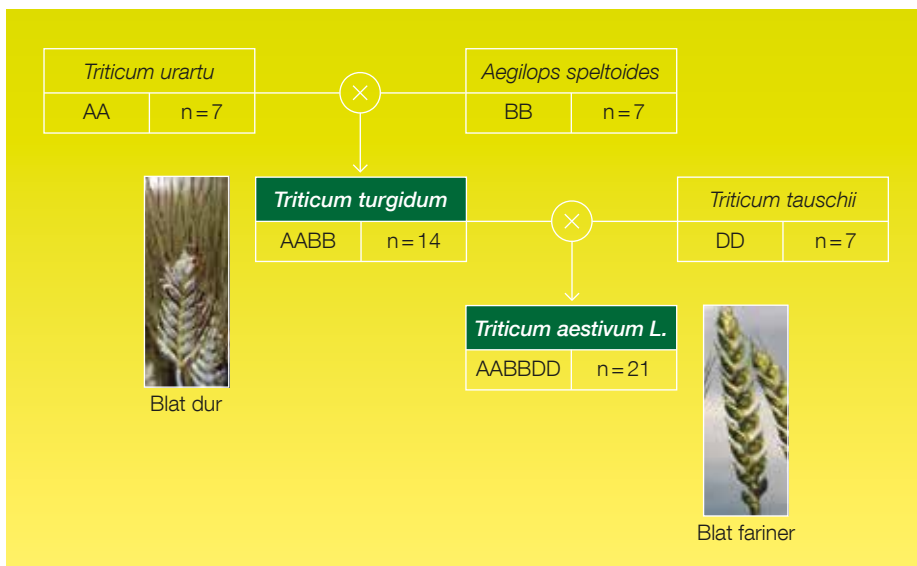 Triticum urartu
AA n=7
Aegilops speltoides
BB n=7
Triticum turgidum
AABB n=14
Triticum tauschii
DD n=7
Triticum aestivum L.
AABBDD n=21
Blat dur
Blat fariner